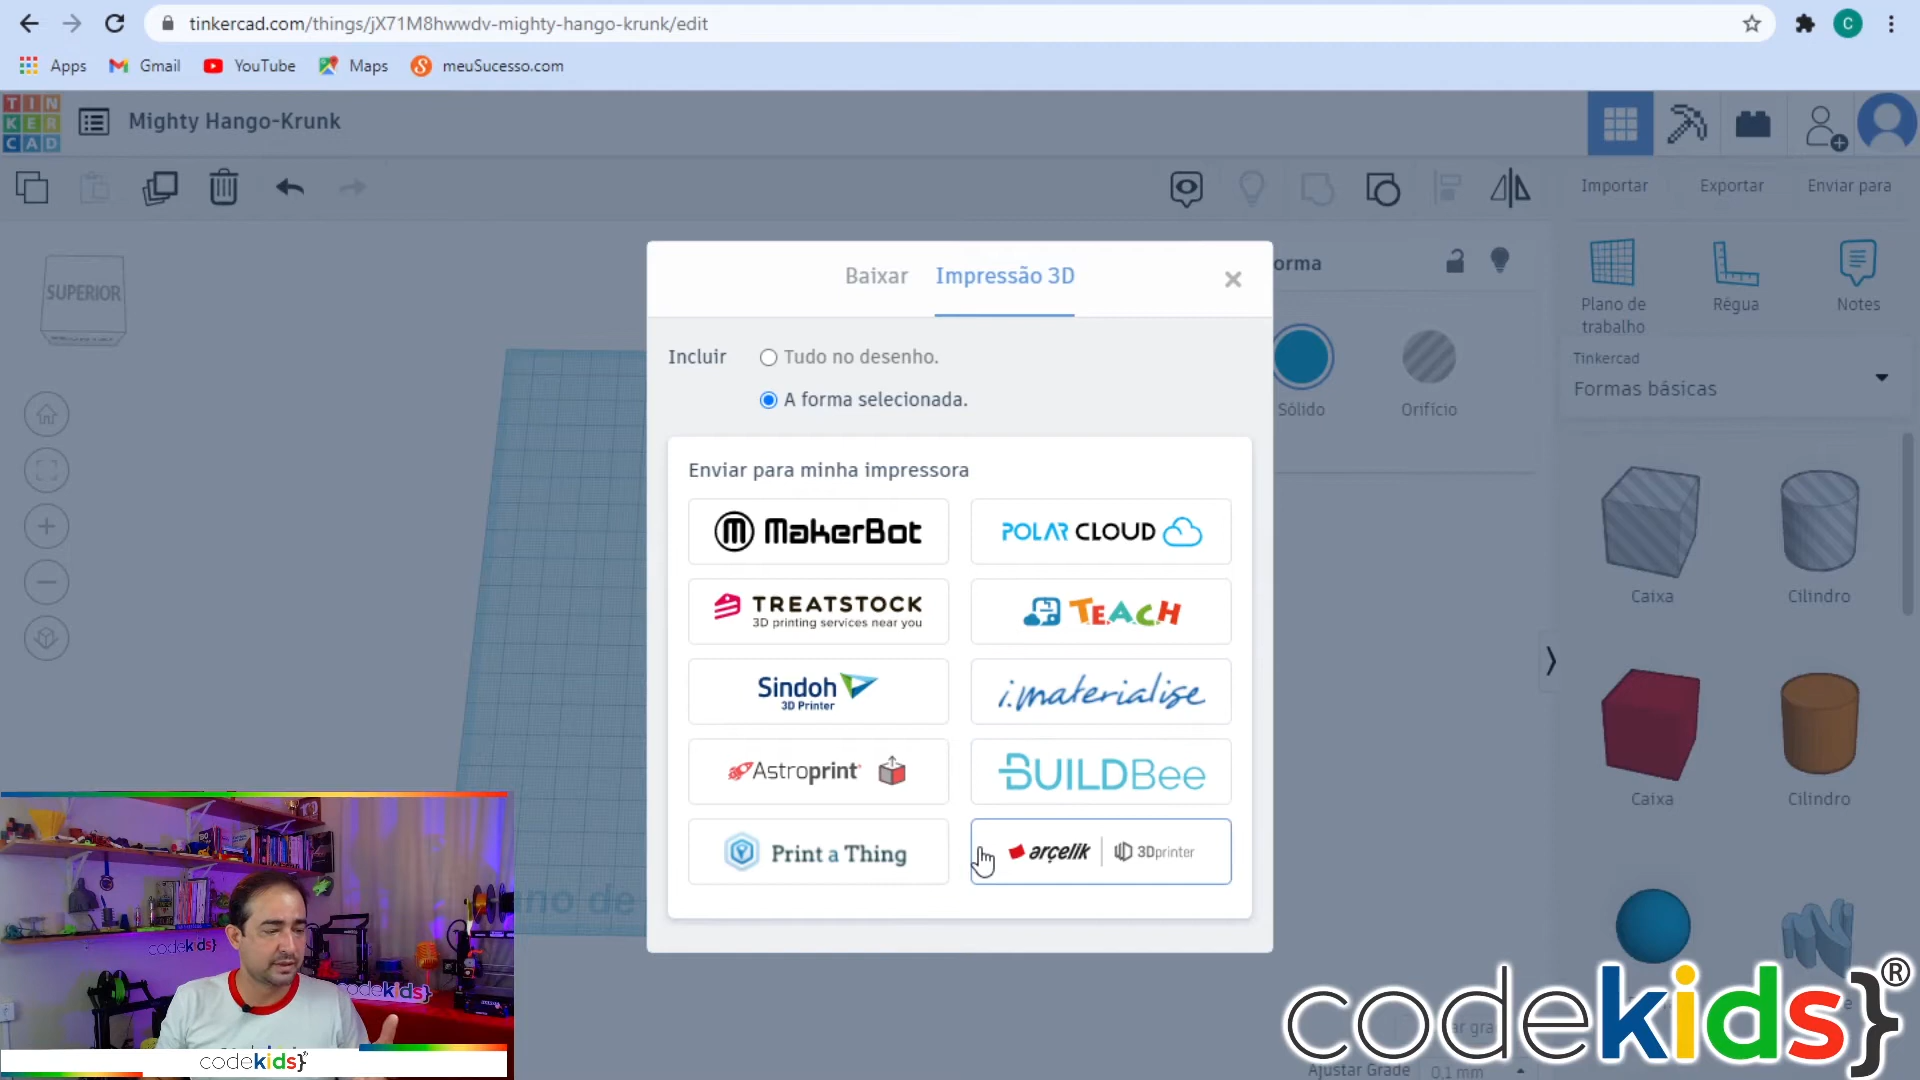 tinkercad.com/things/jX71M8hwwdv-mighty-hango-krunk/edit
C
Apps Gmail YouTube Maps meuSucesso.com
TIN
KER
CAD
Mighty Hango-Krunk
Importar Exportar Enviar para
SUPERIOR
Baixar Impressão 3D
orma
Plano de trabalho
Régua
Notes
Incluir Tudo no desenho.
A forma selecionada.
Sólido Orifício
Tinkercad
Formas básicas
Enviar para minha impressora
MakerBot POLAR CLOUD
TREATSTOCK
3D printing services near you
T.E.A.C.H
Sindoh
3D Printer
i.materialise
Astroprint BUILDBee
Print a Thing arçelik 3Dprinter
Caixa Cilindro
Caixa Cilindro
ano de
codekids}
codekids}
codekids}
codekids}®
Ajustar Grade 0,1 mm